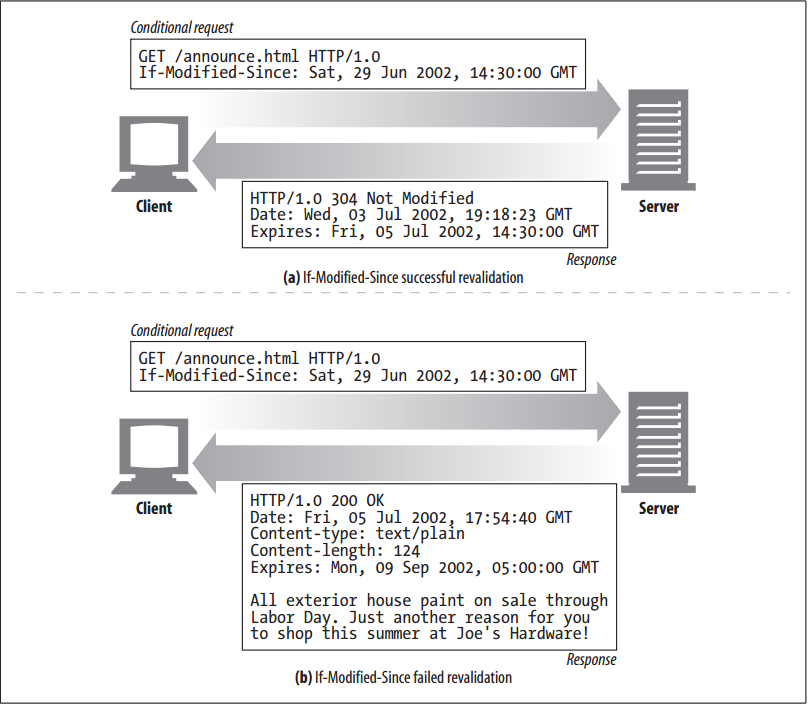 Conditional request
GET /announce.html HTTP/1.0
If-Modified-Since: Sat, 29 Jun 2002, 14:30:00 GMT
Client
Server
HTTP/1.0 304 Not Modified
Date: Wed, 03 Jul 2002, 19:18:23 GMT
Expires: Fri, 05 Jul 2002, 14:30:00 GMT
Response
(a) If-Modified-Since successful revalidation
Conditional request
GET /announce.html HTTP/1.0
If-Modified-Since: Sat, 29 Jun 2002, 14:30:00 GMT
Client
Server
HTTP/1.0 200 OK
Date: Fri, 05 Jul 2002, 17:54:40 GMT
Content-type: text/plain
Content-length: 124
Expires: Mon, 09 Sep 2002, 05:00:00 GMT
All exterior house paint on sale through
Labor Day. Just another reason for you
to shop this summer at Joe's Hardware!
Response
(b) If-Modified-Since failed revalidation